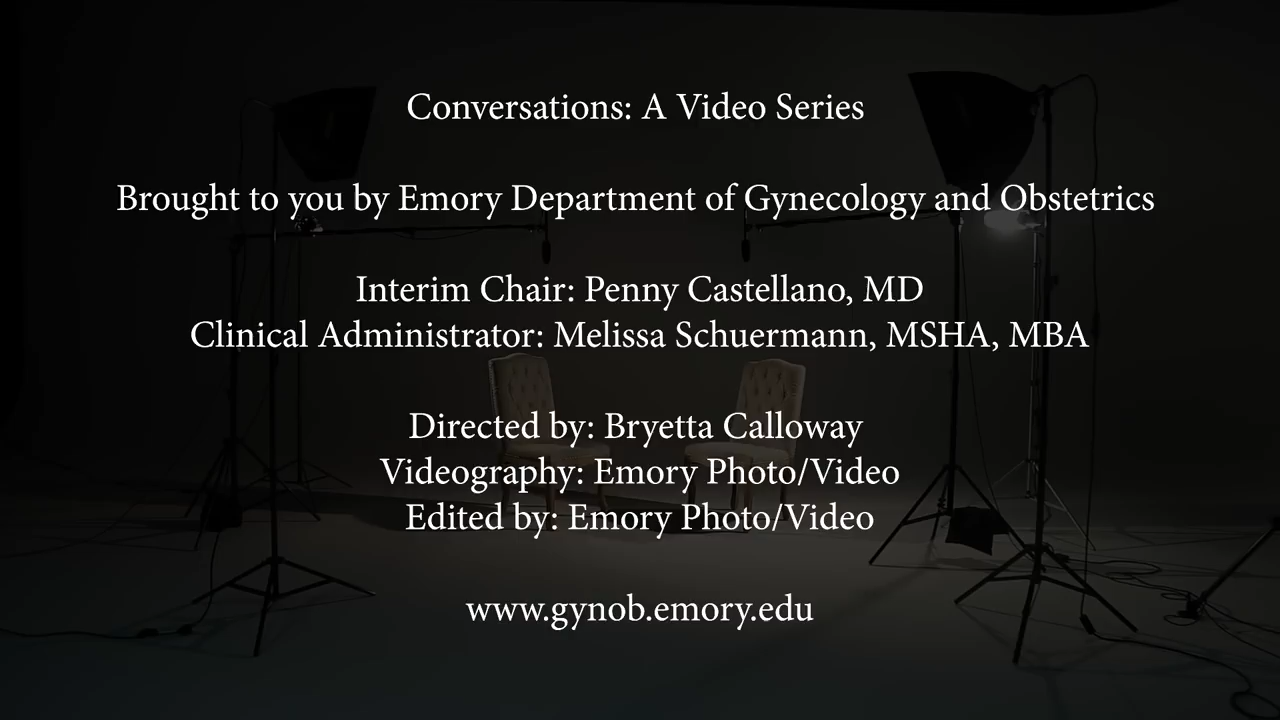 Conversations: A Video Series
Brought to you by Emory Department of Gynecology and Obstetrics
Interim Chair: Penny Castellano, MD
Clinical Administrator: Melissa Schuermann, MSHA, MBA
Directed by: Bryetta Calloway
Videography: Emory Photo/Video
Edited by: Emory Photo/Video
www.gynob.emory.edu